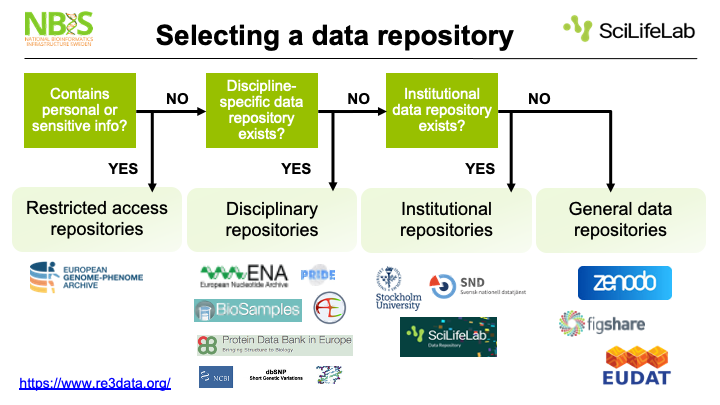 NBIS
NATIONAL BIOINFORMATICS
INFRASTRUCTURE SWEDEN
Selecting a data repository
SciLifeLab
Contains
personal or
sensitive info?
NO
Discipline-
specific data
repository
exists?
NO
Institutional
data repository
exists?
NO
YES
YES
YES
Restricted access
repositories
Disciplinary
repositories
Institutional
repositories
General data
repositories
EUROPEAN
GENOME-PHENOME
ARCHIVE
ENA
European Nucleotide Archive
PRIDE
BioSamples
Protein Data Bank in Europe
Bringing Structure to Biology
NCBI
dbSNP
Short Genetic Variations
Stockholm
University
SND
Svensk nationell datatjänst
SciLifeLab
Data Repository
zenodo
figshare
EUDAT
https://www.re3data.org/